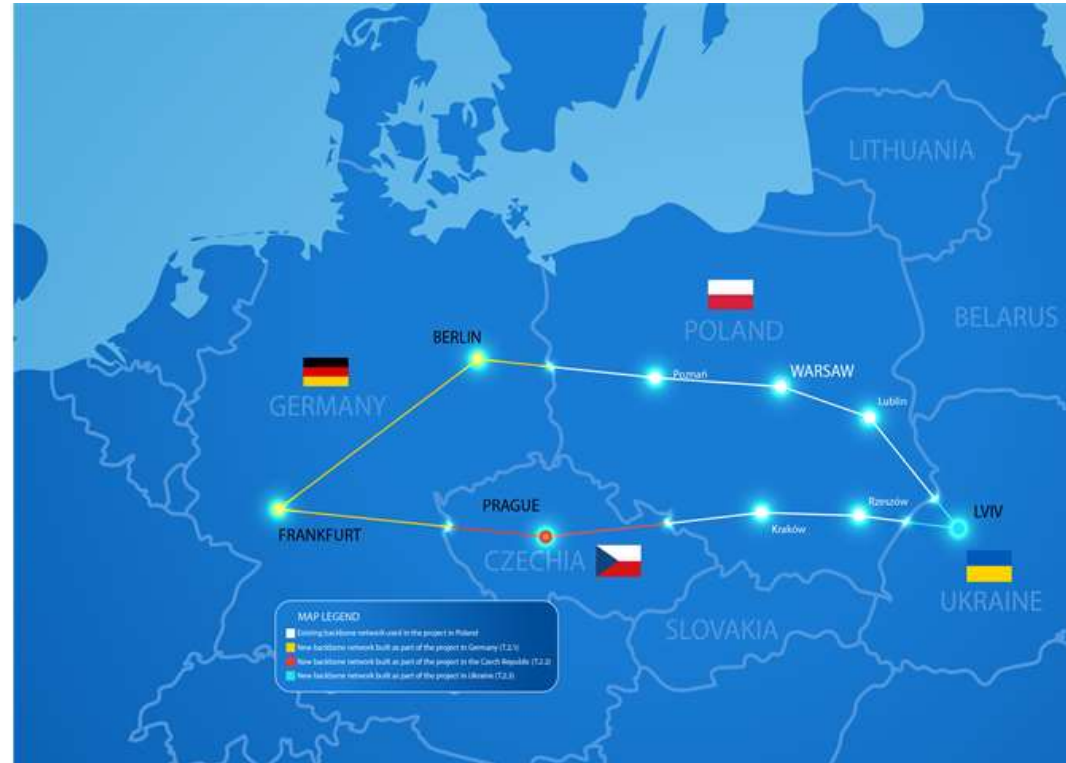 LITHUANIA
BELARUS
POLAND
BERLIN
Poznań
WARSAW
GERMANY
Lublin
PRAGUE
Rzeszów
LVIV
FRANKFURT
Kraków
CZECHIA
UKRAINE
SLOVAKIA
MAP LEGEND
Existing backbone network used in the project in Poland
New backbone network built as part of the project in Germany (T.2.1)
New backbone network built as part of the project in the Czech Republic (T.2.2)
New backbone network built as part of the project in Ukraine (T.2.3)